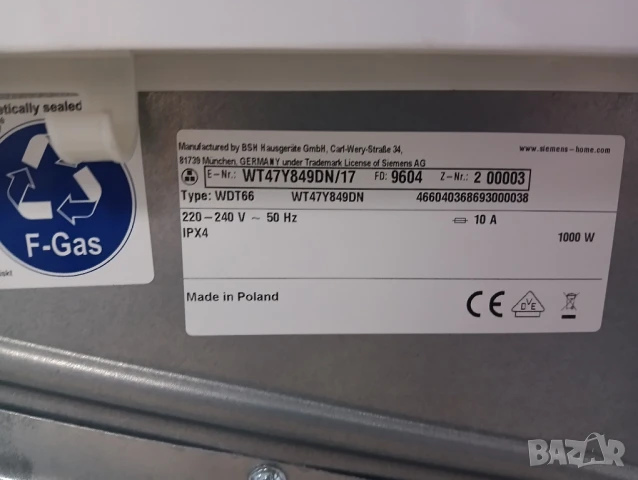 etically sealed
F-Gas
Manufactured by BSH Hausgeräte GmbH, Carl-Wery-Straße 34,
www.siemens-home.com
81739 München, GERMANY under Trademark License of Siemens AG
E-Nr.: WT47Y849DN/17 FD: 9604 Z-Nr.: 2 00003
Type: WDT66 WT47Y849DN 466040368693000038
220-240 V ~ 50 Hz 10 A
IPX4 1000 W
Made in Poland
CE DVE
BAZAR